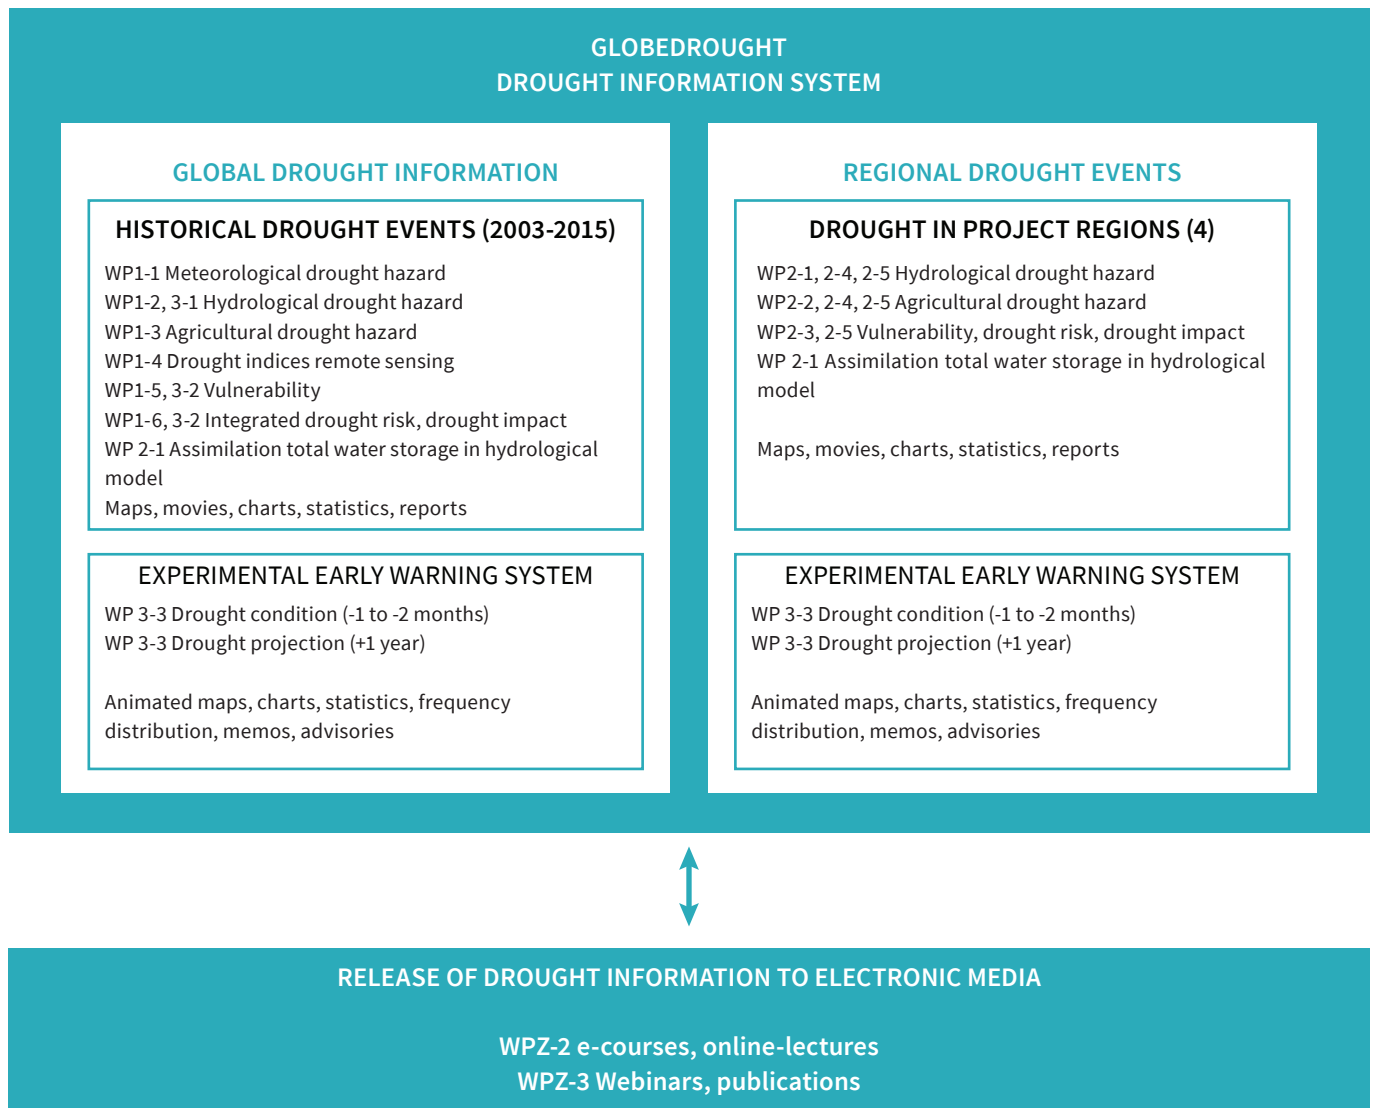 GLOBEDROUGHT
DROUGHT INFORMATION SYSTEM
GLOBAL DROUGHT INFORMATION
HISTORICAL DROUGHT EVENTS (2003-2015)
WP1-1 Meteorological drought hazard
WP1-2, 3-1 Hydrological drought hazard
WP1-3 Agricultural drought hazard
WP1-4 Drought indices remote sensing
WP1-5, 3-2 Vulnerability
WP1-6, 3-2 Integrated drought risk, drought impact
WP 2-1 Assimilation total water storage in hydrological
model
Maps, movies, charts, statistics, reports
EXPERIMENTAL EARLY WARNING SYSTEM
WP 3-3 Drought condition (-1 to -2 months)
WP 3-3 Drought projection (+1 year)
Animated maps, charts, statistics, frequency
distribution, memos, advisories
REGIONAL DROUGHT EVENTS
DROUGHT IN PROJECT REGIONS (4)
WP2-1, 2-4, 2-5 Hydrological drought hazard
WP2-2, 2-4, 2-5 Agricultural drought hazard
WP2-3, 2-5 Vulnerability, drought risk, drought impact
WP 2-1 Assimilation total water storage in hydrological
model
Maps, movies, charts, statistics, reports
EXPERIMENTAL EARLY WARNING SYSTEM
WP 3-3 Drought condition (-1 to -2 months)
WP 3-3 Drought projection (+1 year)
Animated maps, charts, statistics, frequency
distribution, memos, advisories
RELEASE OF DROUGHT INFORMATION TO ELECTRONIC MEDIA
WPZ-2 e-courses, online-lectures
WPZ-3 Webinars, publications